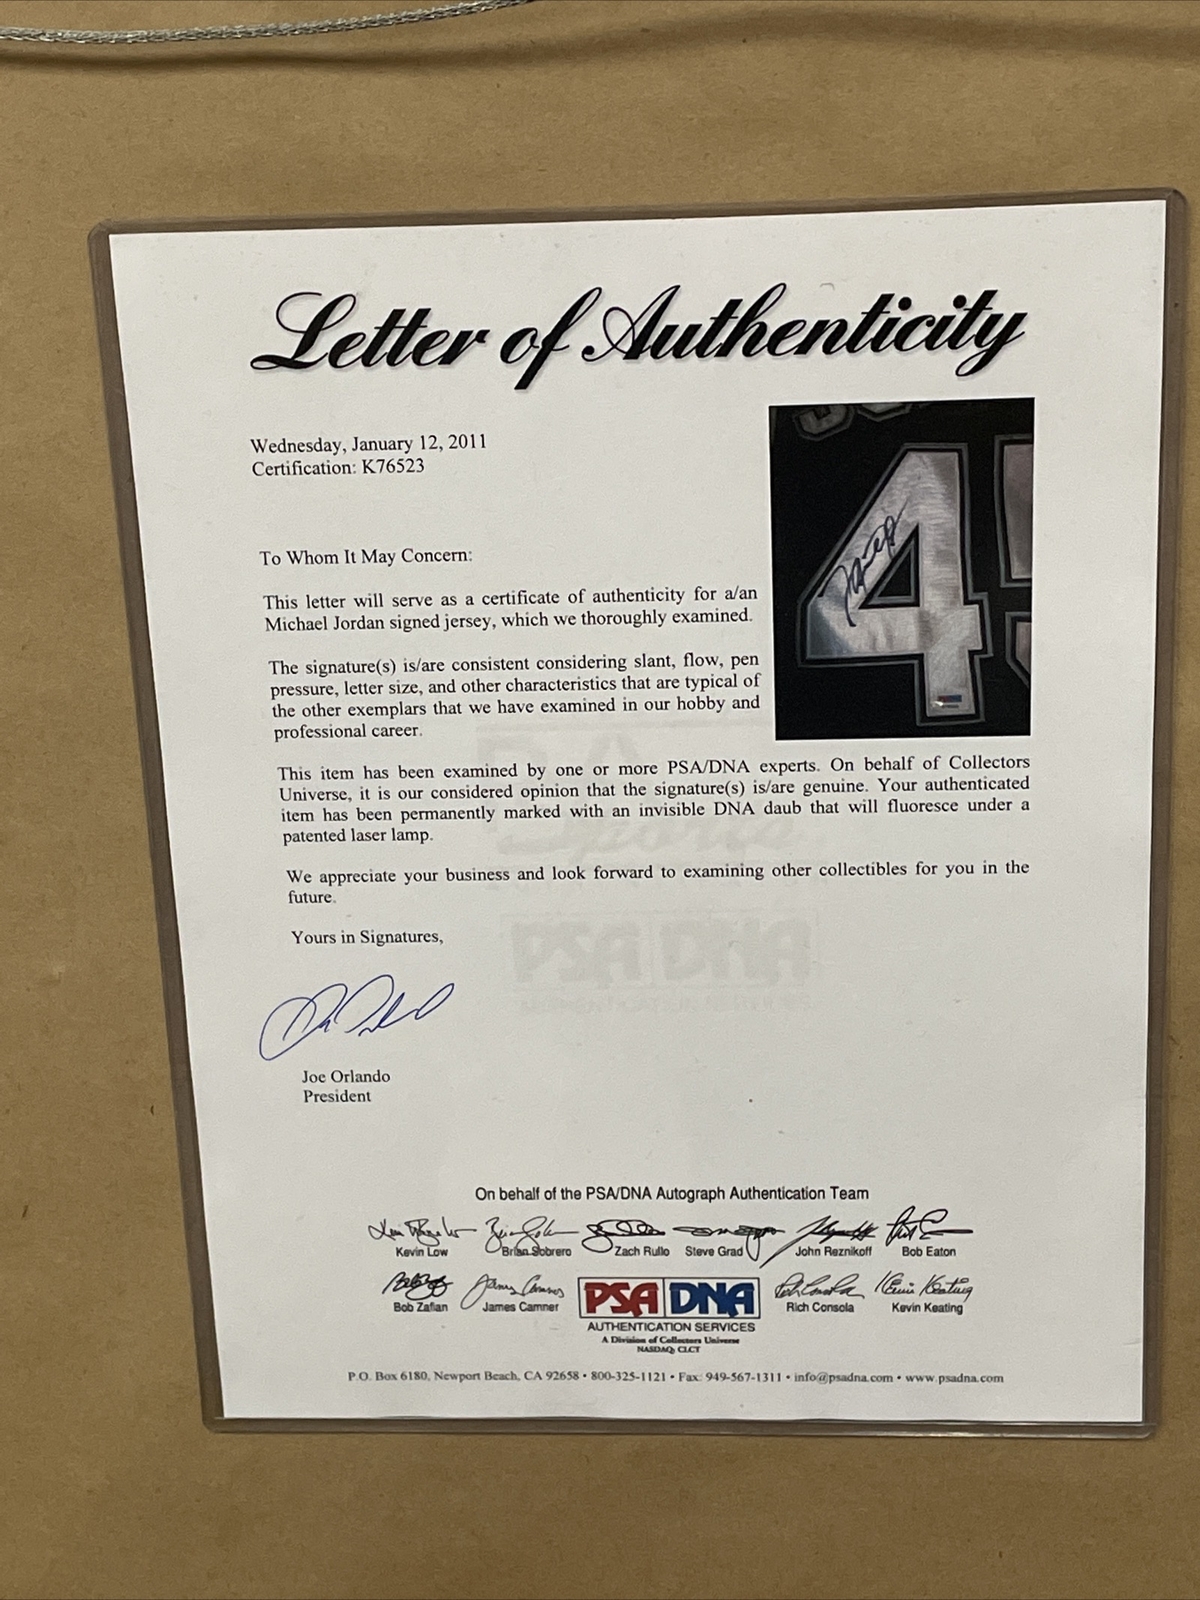 Letter of Authenticity
Wednesday, January 12, 2011
Certification: K76523
To Whom It May Concern:
This letter will serve as a certificate of authenticity for a/an
Michael Jordan signed jersey, which we thoroughly examined.
The signature(s) is/are consistent considering slant, flow, pen
pressure, letter size, and other characteristics that are typical of
the other exemplars that we have examined in our hobby and
professional career.
45
This item has been examined by one or more PSA/DNA experts. On behalf of Collectors
Universe, it is our considered opinion that the signature(s) is/are genuine. Your authenticated
item has been permanently marked with an invisible DNA daub that will fluoresce under a
patented laser lamp.
We appreciate your business and look forward to examining other collectibles for you in the
future.
Yours in Signatures,
Joe Orlando
President
On behalf of the PSA/DNA Autograph Authentication Team
Kevin Low Brian Sobrero Zach Rullo Steve Grad John Reznikoff Bob Eaton
Bob Zafian James Camner PSA DNA Rich Consola Kevin Keating
AUTHENTICATION SERVICES
A Division of Collectors Universe
NASDAQ: CLCT
P.O. Box 6180, Newport Beach, CA 92658 • 800-325-1121 • Fax: 949-567-1311 • info@psadna.com • www.psadna.com